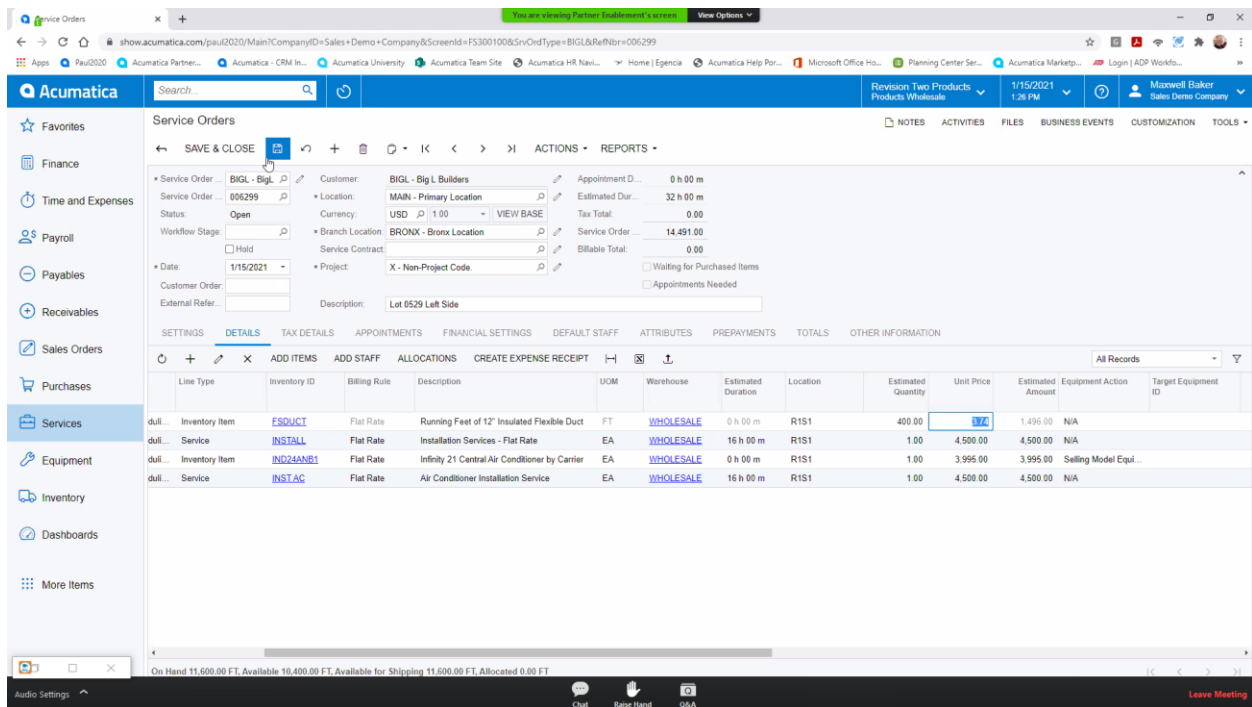 Service Orders
You are viewing Partner Enablement's screen View Options
show.acumatica.com/paul2020/Main?CompanyID=Sales+Demo+Company&ScreenId=FS300100&SrvOrdType=BIGL&RefNbr=006299
Apps Paul2020 Acumatica Partner... Acumatica - CRM In... Acumatica University Acumatica Team Site Acumatica HR Navi... Home | Egencia Acumatica Help Por... Microsoft Office Ho... Planning Center Ser... Acumatica Marketp... Login | ADP Workfo...
Acumatica Search... Revision Two Products 1/15/2021 Maxwell Baker
Products Wholesale 1:26 PM Sales Demo Company
Favorites
Finance
Time and Expenses
Payroll
Payables
Receivables
Sales Orders
Purchases
Services
Equipment
Inventory
Dashboards
More Items
Service Orders NOTES ACTIVITIES FILES BUSINESS EVENTS CUSTOMIZATION TOOLS
SAVE & CLOSE ACTIONS REPORTS
* Service Order ... BIGL - BigL Customer: BIGL - Big L Builders Appointment D... 0 h 00 m
Service Order ... 006299 * Location: MAIN - Primary Location Estimated Dur... 32 h 00 m
Status: Open Currency: USD 1.00 VIEW BASE Tax Total: 0.00
Workflow Stage: * Branch Location: BRONX - Bronx Location Service Order ... 14,491.00
Hold Service Contract: Billable Total: 0.00
* Date: 1/15/2021 * Project: X - Non-Project Code. Waiting for Purchased Items
Customer Order: Appointments Needed
External Refer... Description: Lot 0529 Left Side
SETTINGS DETAILS TAX DETAILS APPOINTMENTS FINANCIAL SETTINGS DEFAULT STAFF ATTRIBUTES PREPAYMENTS TOTALS OTHER INFORMATION
ADD ITEMS ADD STAFF ALLOCATIONS CREATE EXPENSE RECEIPT All Records
Line Type Inventory ID Billing Rule Description UOM Warehouse Estimated Duration Location Estimated Quantity Unit Price Estimated Amount Equipment Action Target Equipment ID
duli... Inventory Item FSDUCT Flat Rate Running Feet of 12" Insulated Flexible Duct FT WHOLESALE 0 h 00 m R1S1 400.00 3.74 1,496.00 N/A
duli... Service INSTALL Flat Rate Installation Services - Flat Rate EA WHOLESALE 16 h 00 m R1S1 1.00 4,500.00 4,500.00 N/A
duli... Inventory Item IND24ANB1 Flat Rate Infinity 21 Central Air Conditioner by Carrier EA WHOLESALE 0 h 00 m R1S1 1.00 3,995.00 3,995.00 Selling Model Equi...
duli... Service INST AC Flat Rate Air Conditioner Installation Service EA WHOLESALE 16 h 00 m R1S1 1.00 4,500.00 4,500.00 N/A
On Hand 11,600.00 FT, Available 10,400.00 FT, Available for Shipping 11,600.00 FT, Allocated 0.00 FT
Audio Settings Chat Raise Hand Q&A Leave Meeting